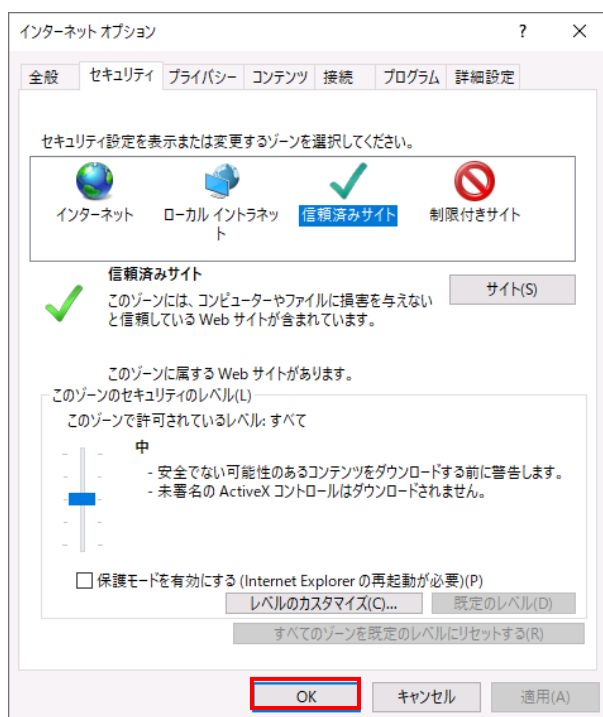 インターネット オプション ? ×
全般 セキュリティ プライバシー コンテンツ 接続 プログラム 詳細設定
セキュリティ設定を表示または変更するゾーンを選択してください。
インターネット ローカル イントラネッ 信頼済みサイト 制限付きサイト
ト
信頼済みサイト
このゾーンには、コンピューターやファイルに損害を与えない
と信頼している Web サイトが含まれています。
サイト(S)
このゾーンに属する Web サイトがあります。
このゾーンのセキュリティのレベル(L)
このゾーンで許可されているレベル: すべて
中
- 安全でない可能性のあるコンテンツをダウンロードする前に警告します。
- 未署名の ActiveX コントロールはダウンロードされません。
保護モードを有効にする (Internet Explorer の再起動が必要)(P)
レベルのカスタマイズ(C)... 既定のレベル(D)
すべてのゾーンを既定のレベルにリセットする(R)
OK キャンセル 適用(A)